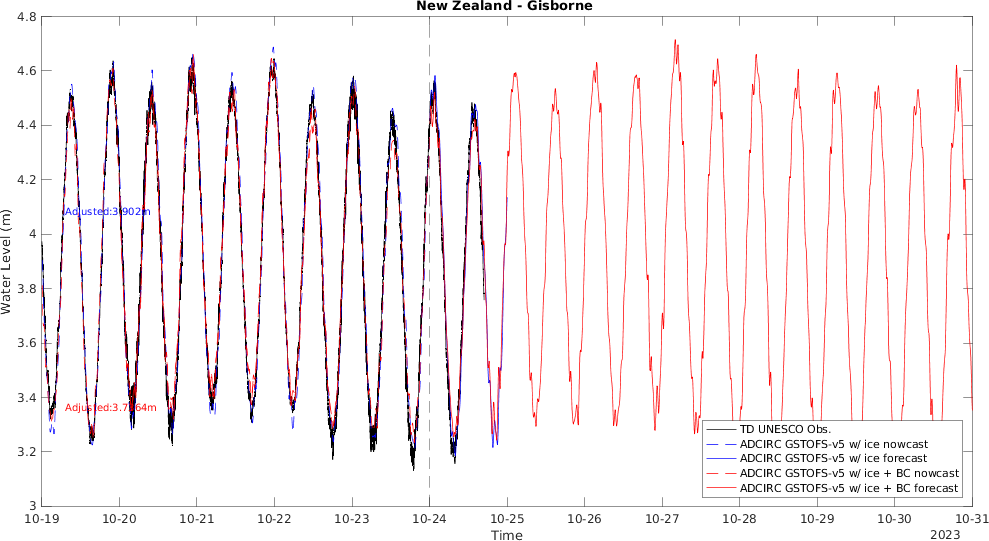 New Zealand - Gisborne
4.8
4.6
4.4
4.2
4
3.8
3.6
3.4
3.2
3
Water Level (m)
Adjusted:3.902m
Adjusted:3.7664m
TD UNESCO Obs.
ADCIRC GSTOFS-v5 w/ ice nowcast
ADCIRC GSTOFS-v5 w/ ice forecast
ADCIRC GSTOFS-v5 w/ ice + BC nowcast
ADCIRC GSTOFS-v5 w/ ice + BC forecast
10-19 10-20 10-21 10-22 10-23 10-24 10-25 10-26 10-27 10-28 10-29 10-30 10-31
Time
2023